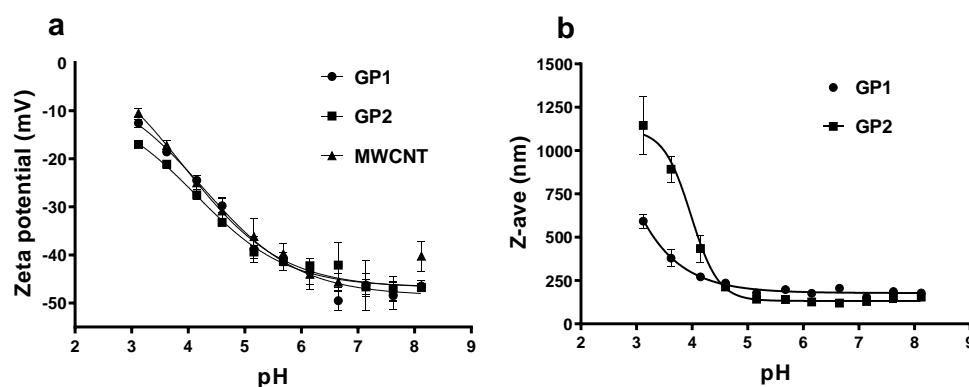 a
Zeta potential (mV)
0
-10
-20
-30
-40
-50
2 3 4 5 6 7 8 9
pH
GP1
GP2
MWCNT
b
Z-ave (nm)
1500
1250
1000
750
500
250
0
2 3 4 5 6 7 8 9
pH
GP1
GP2